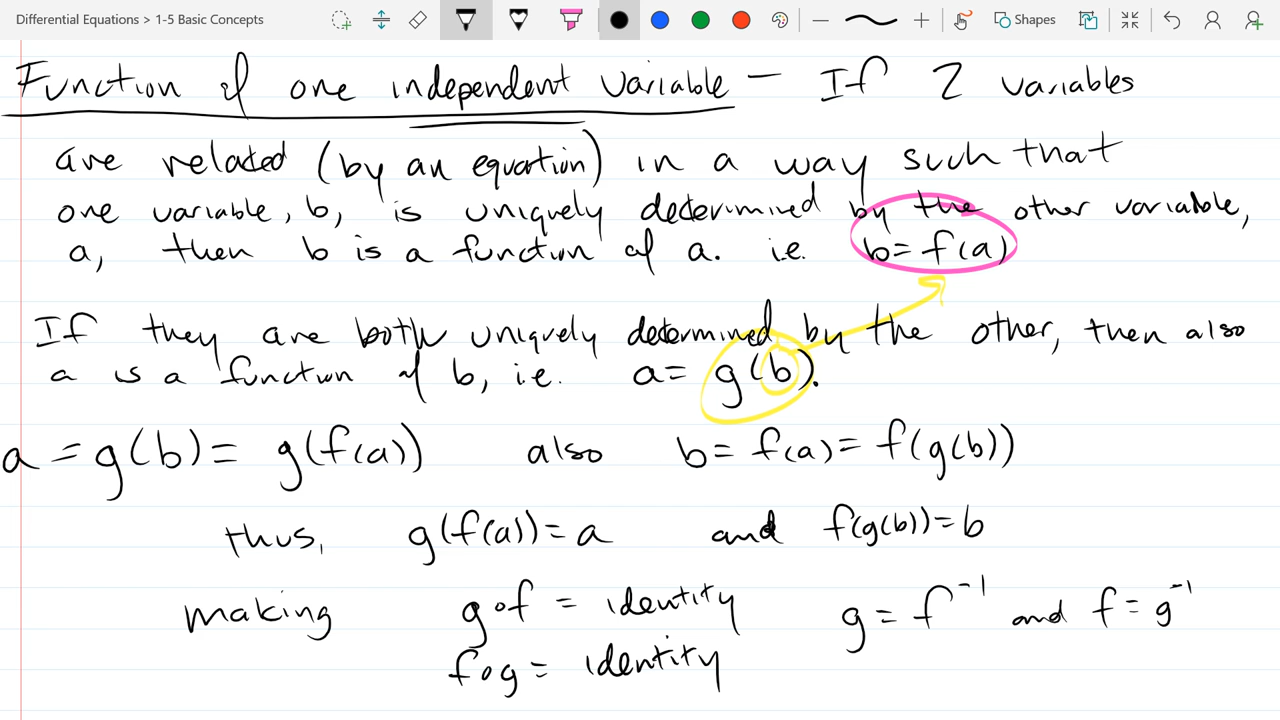 Differential Equations > 1-5 Basic Concepts
Shapes
Function of one independent variable — If 2 variables
are related (by an equation) in a way such that
one variable, b, is uniquely determined by the other variable,
a, then b is a function of a. i.e. b = f(a)
If they are both uniquely determined by the other, then also
a is a function of b, i.e. a = g(b).
a = g(b) = g(f(a)) also b = f(a) = f(g(b))
thus, g(f(a)) = a and f(g(b)) = b
making g∘f = identity g = f⁻¹ and f = g⁻¹
f∘g = identity